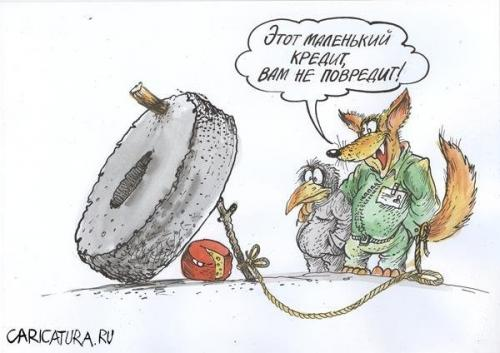 Этот маленький
кредит,
вам не повредит!
CARICATURA.RU